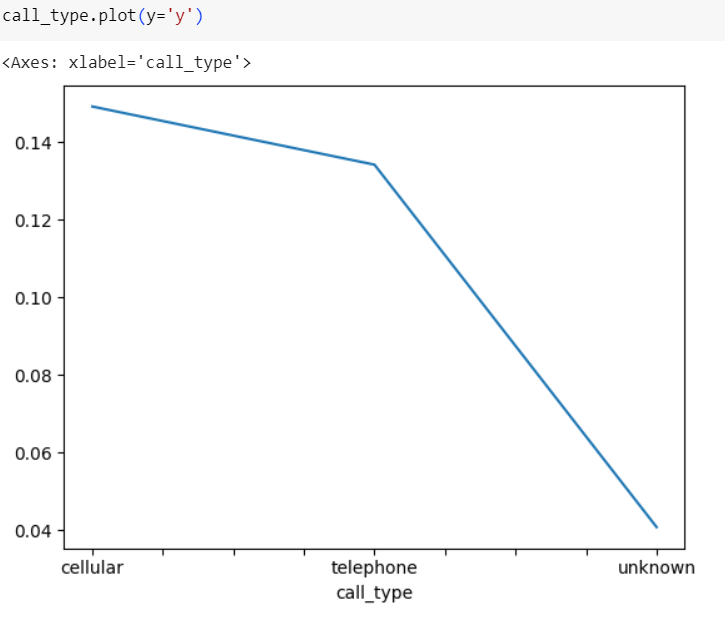 call_type.plot(y='y')
<Axes: xlabel='call_type'>
0.14
0.12
0.10
0.08
0.06
0.04
cellular telephone unknown
call_type